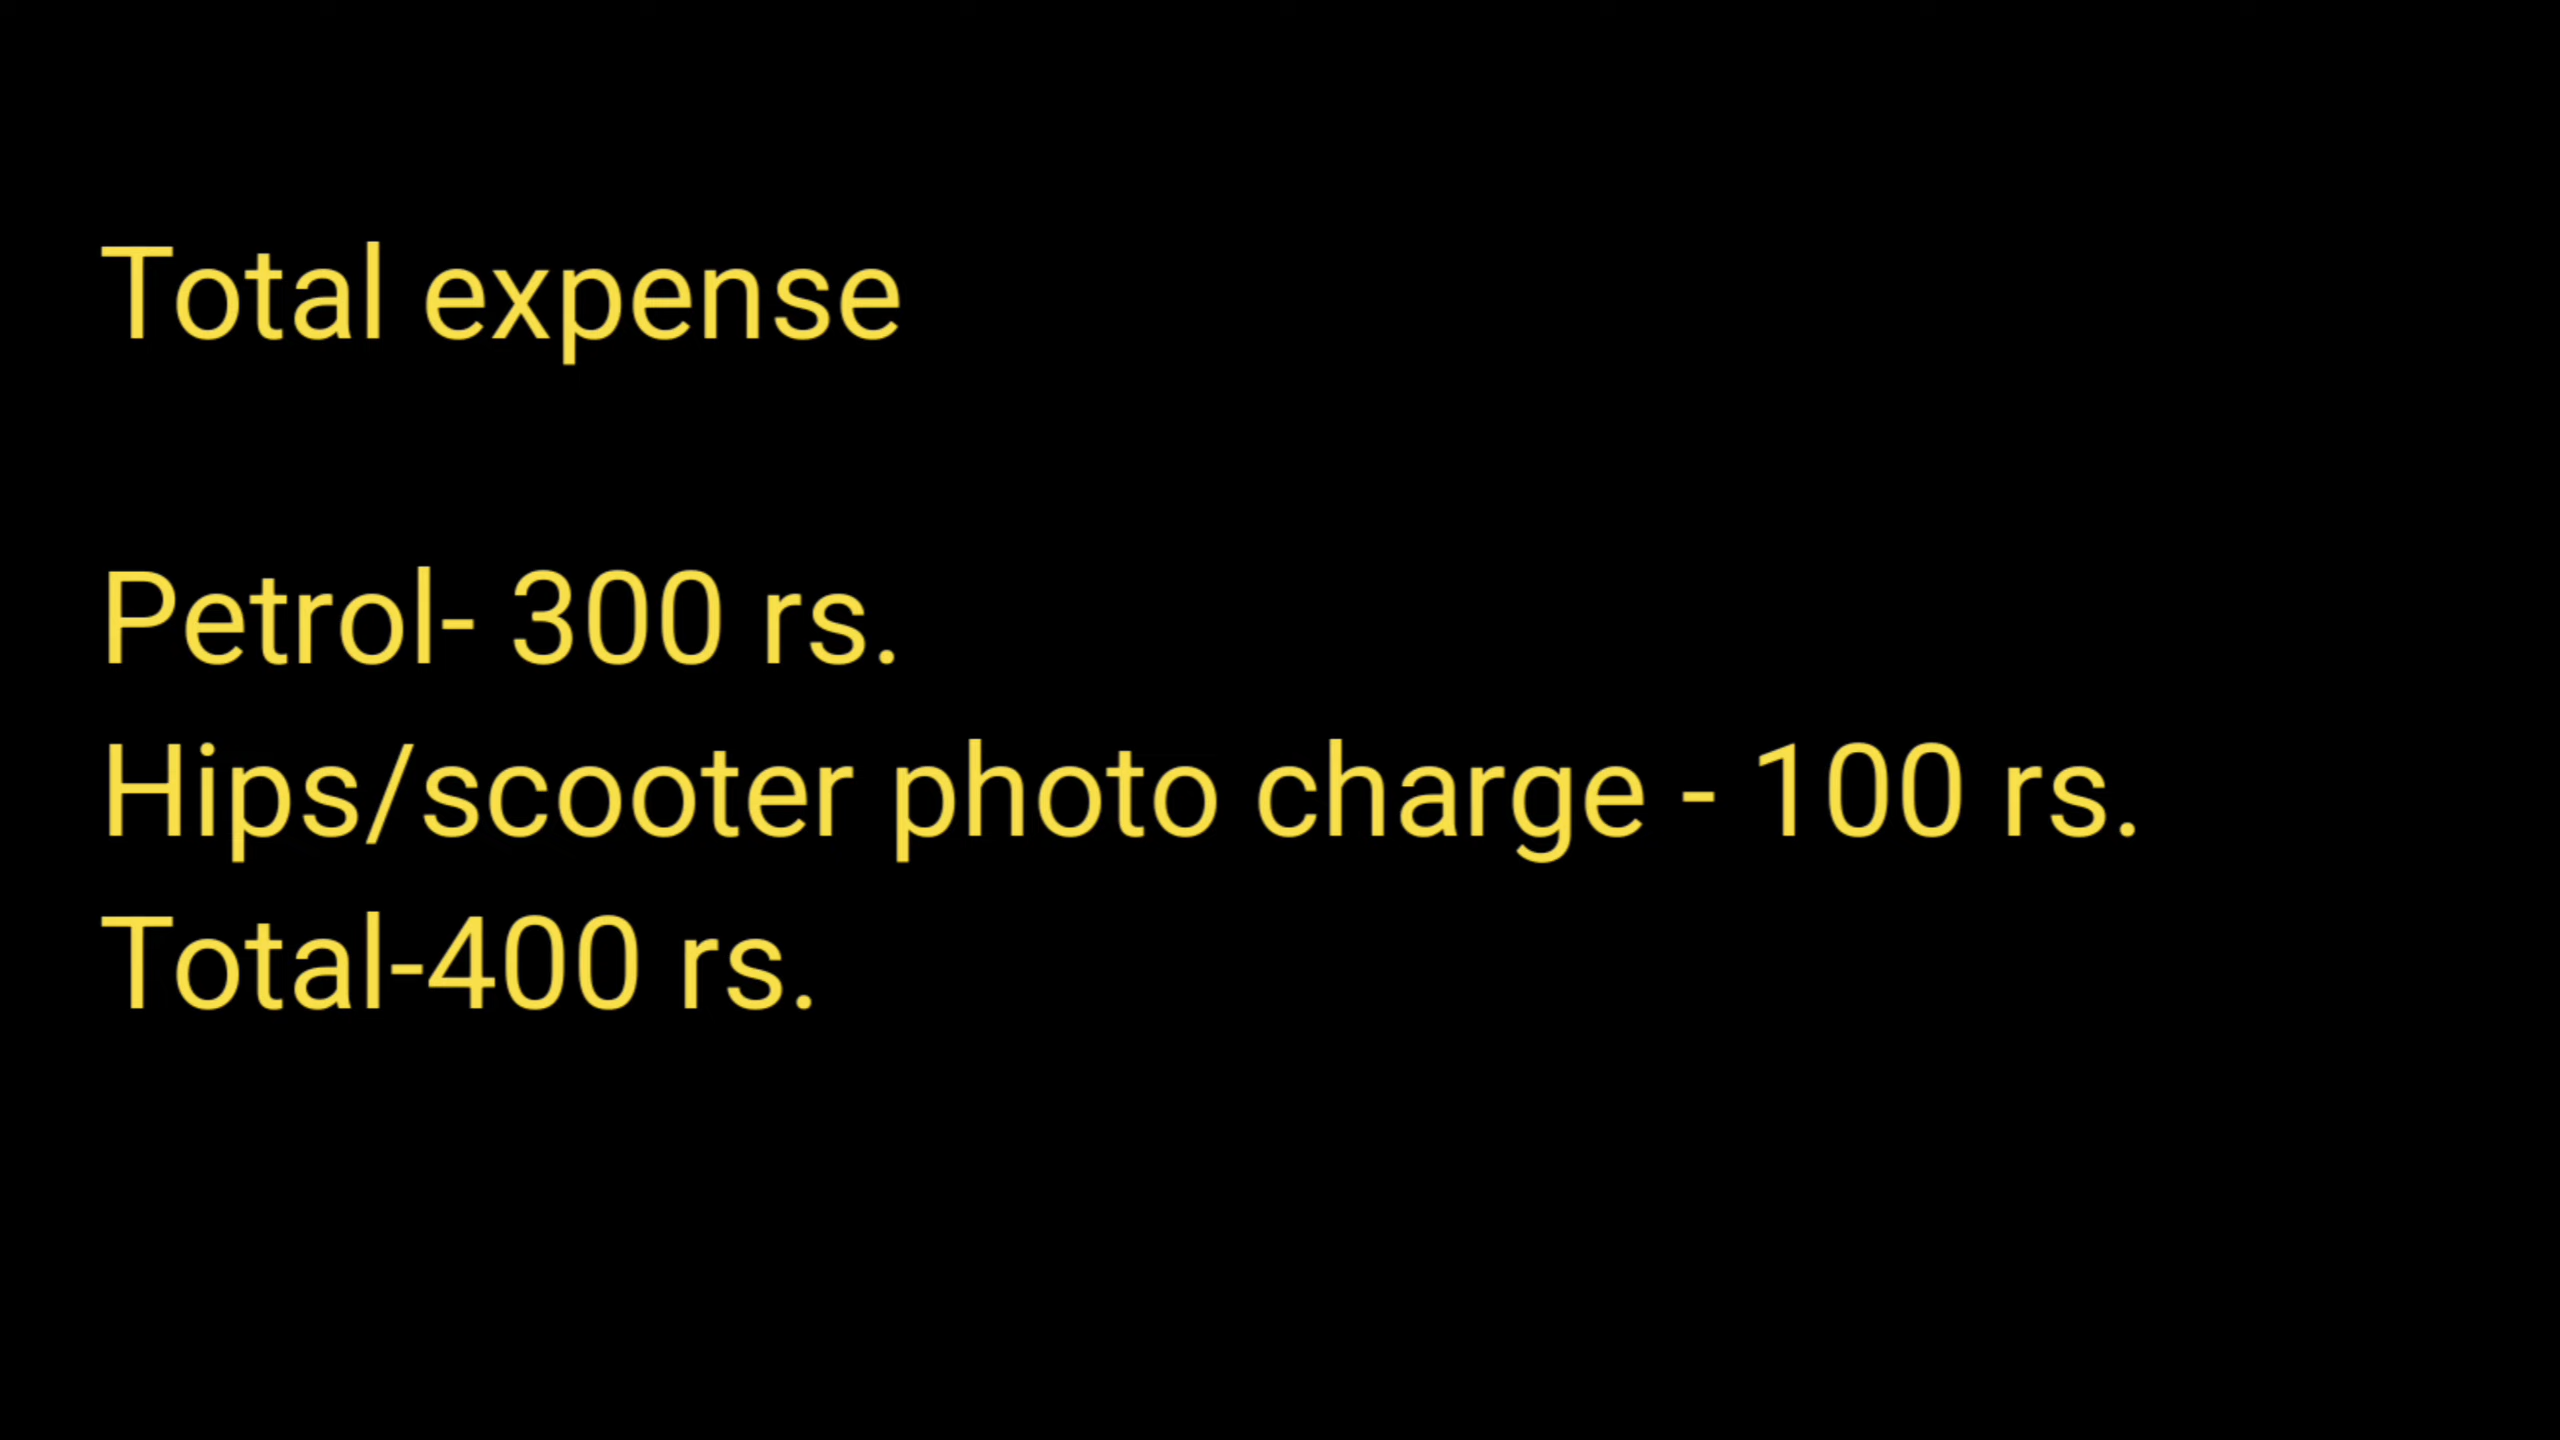 Total expense
Petrol- 300 rs.
Hips/scooter photo charge - 100 rs.
Total-400 rs.